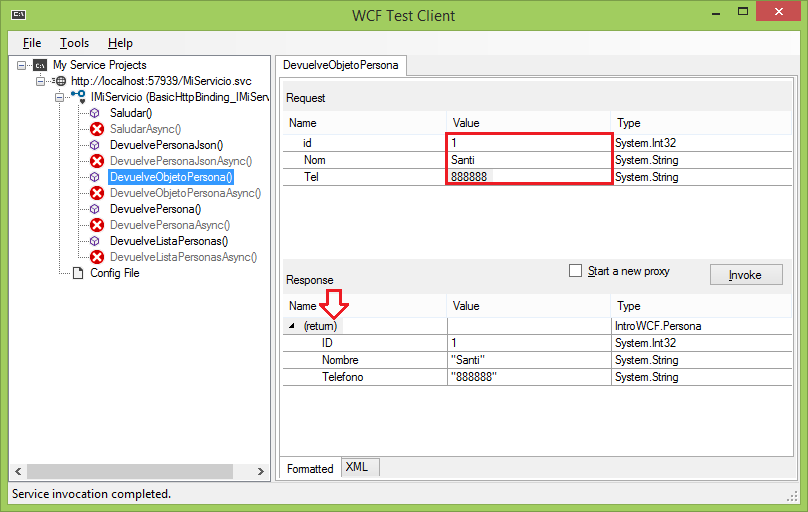 WCF Test Client
File Tools Help
My Service Projects
http://localhost:57939/MiServicio.svc
IMiServicio (BasicHttpBinding_IMiServ
Saludar()
SaludarAsync()
DevuelvePersonaJson()
DevuelvePersonaJsonAsync()
DevuelveObjetoPersona()
DevuelveObjetoPersonaAsync()
DevuelvePersona()
DevuelvePersonaAsync()
DevuelveListaPersonas()
DevuelveListaPersonasAsync()
Config File
DevuelveObjetoPersona
Request
Name Value Type
id 1 System.Int32
Nom Santi System.String
Tel 888888 System.String
Response
Start a new proxy
Invoke
Name Value Type
(return) IntroWCF.Persona
ID 1 System.Int32
Nombre "Santi" System.String
Telefono "888888" System.String
Formatted XML
Service invocation completed.